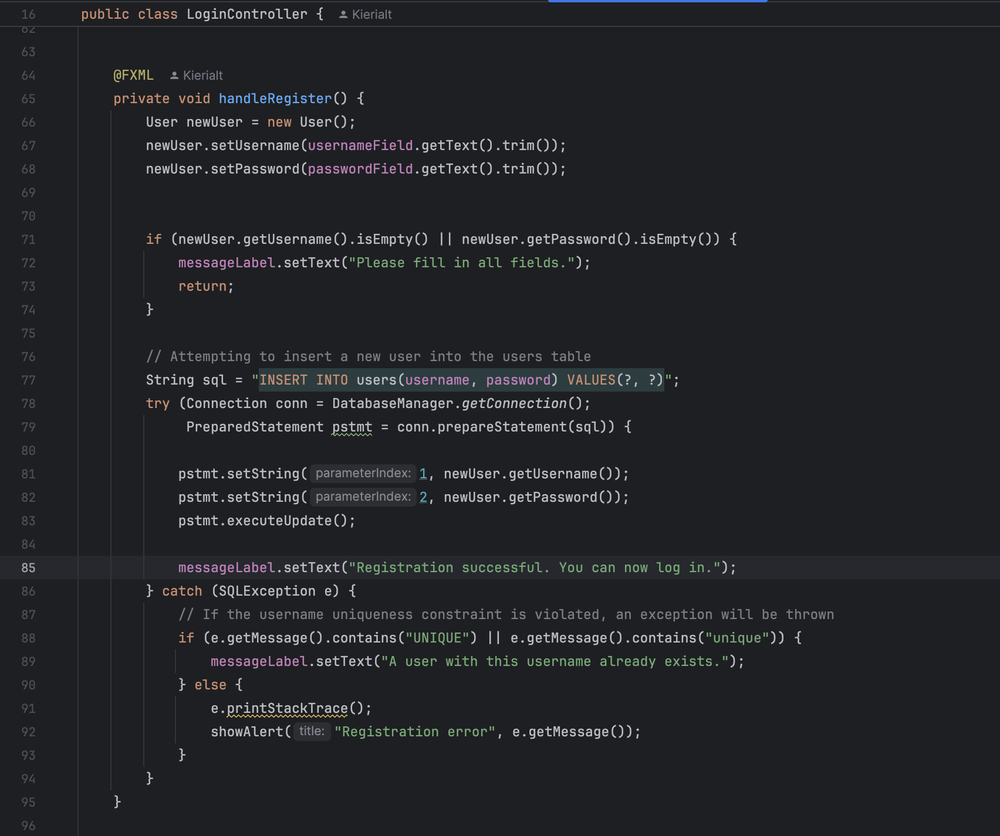 16 public class LoginController { Kierialt
62
63
64 @FXML Kierialt
65 private void handleRegister() {
66 User newUser = new User();
67 newUser.setUsername(usernameField.getText().trim());
68 newUser.setPassword(passwordField.getText().trim());
69
70
71 if (newUser.getUsername().isEmpty() || newUser.getPassword().isEmpty()) {
72 messageLabel.setText("Please fill in all fields.");
73 return;
74 }
75
76 // Attempting to insert a new user into the users table
77 String sql = "INSERT INTO users(username, password) VALUES(?, ?)";
78 try (Connection conn = DatabaseManager.getConnection();
79 PreparedStatement pstmt = conn.prepareStatement(sql)) {
80
81 pstmt.setString( parameterIndex: 1, newUser.getUsername());
82 pstmt.setString( parameterIndex: 2, newUser.getPassword());
83 pstmt.executeUpdate();
84
85 messageLabel.setText("Registration successful. You can now log in.");
86 } catch (SQLException e) {
87 // If the username uniqueness constraint is violated, an exception will be thrown
88 if (e.getMessage().contains("UNIQUE") || e.getMessage().contains("unique")) {
89 messageLabel.setText("A user with this username already exists.");
90 } else {
91 e.printStackTrace();
92 showAlert( title: "Registration error", e.getMessage());
93 }
94 }
95 }
96